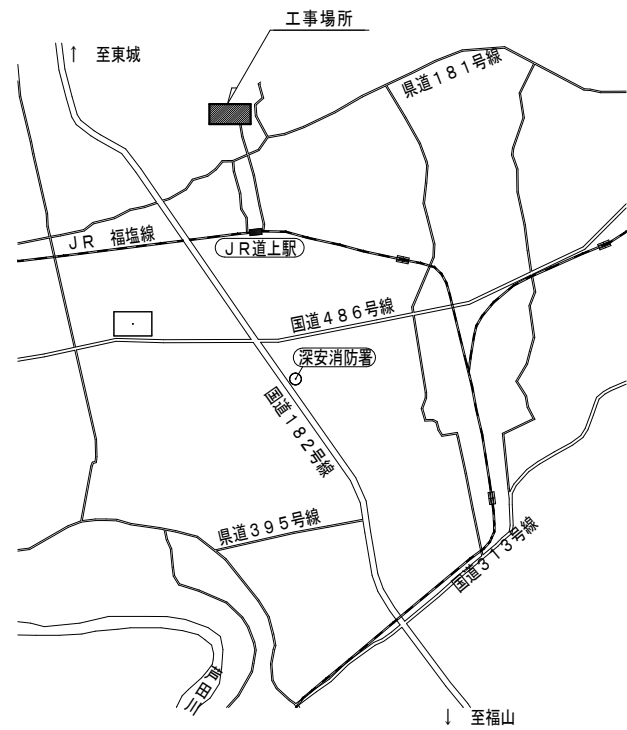 工事場所
↑ 至東城
県道181号線
JR 福塩線
JR道上駅
国道486号線
深安消防署
国道182号線
県道395号線
国道313号線
芦田川
↓ 至福山